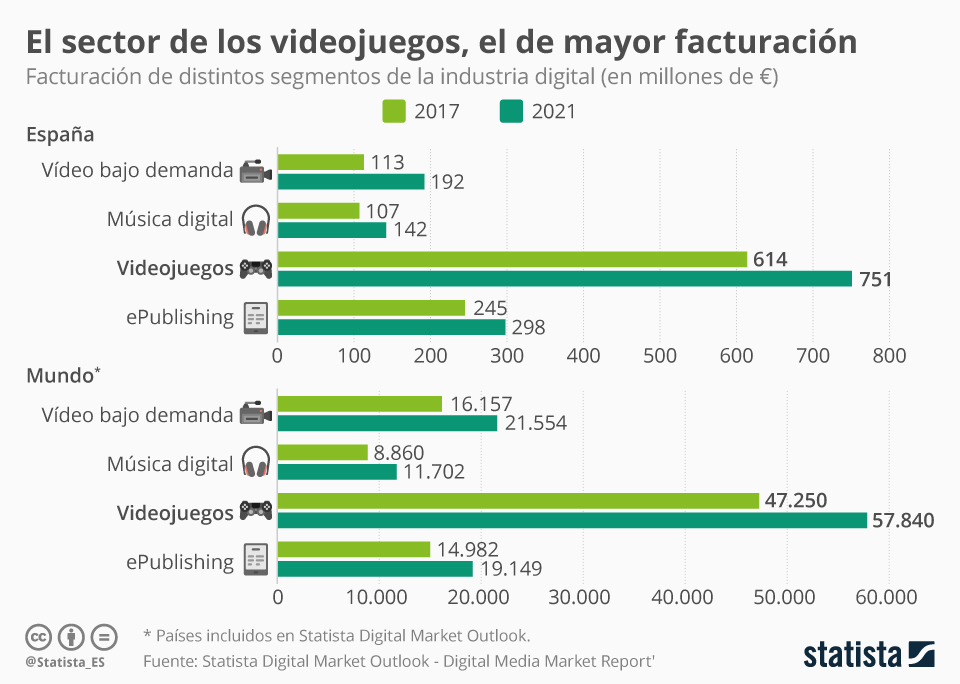 El sector de los videojuegos, el de mayor facturación
Facturación de distintos segmentos de la industria digital (en millones de €)
2017 2021
España
Vídeo bajo demanda 113
192
Música digital 107
142
Videojuegos 614
751
ePublishing 245
298
0 100 200 300 400 500 600 700 800
Mundo*
Vídeo bajo demanda 16.157
21.554
Música digital 8.860
11.702
Videojuegos 47.250
57.840
ePublishing 14.982
19.149
0 10.000 20.000 30.000 40.000 50.000 60.000
cc
@Statista_ES
* Países incluidos en Statista Digital Market Outlook.
Fuente: Statista Digital Market Outlook - Digital Media Market Report'
statista